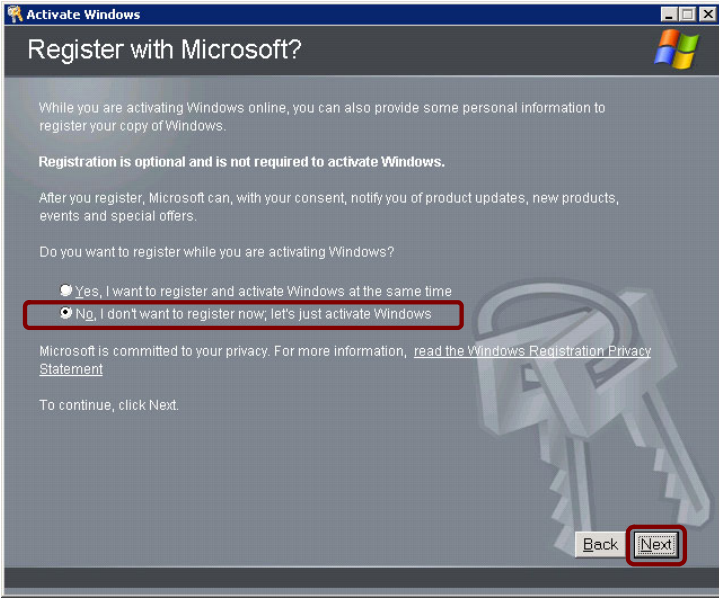 Activate Windows
Register with Microsoft?
While you are activating Windows online, you can also provide some personal information to
register your copy of Windows.
Registration is optional and is not required to activate Windows.
After you register, Microsoft can, with your consent, notify you of product updates, new products,
events and special offers.
Do you want to register while you are activating Windows?
Yes, I want to register and activate Windows at the same time
No, I don't want to register now; let's just activate Windows
Microsoft is committed to your privacy. For more information, read the Windows Registration Privacy
Statement
To continue, click Next.
Back Next